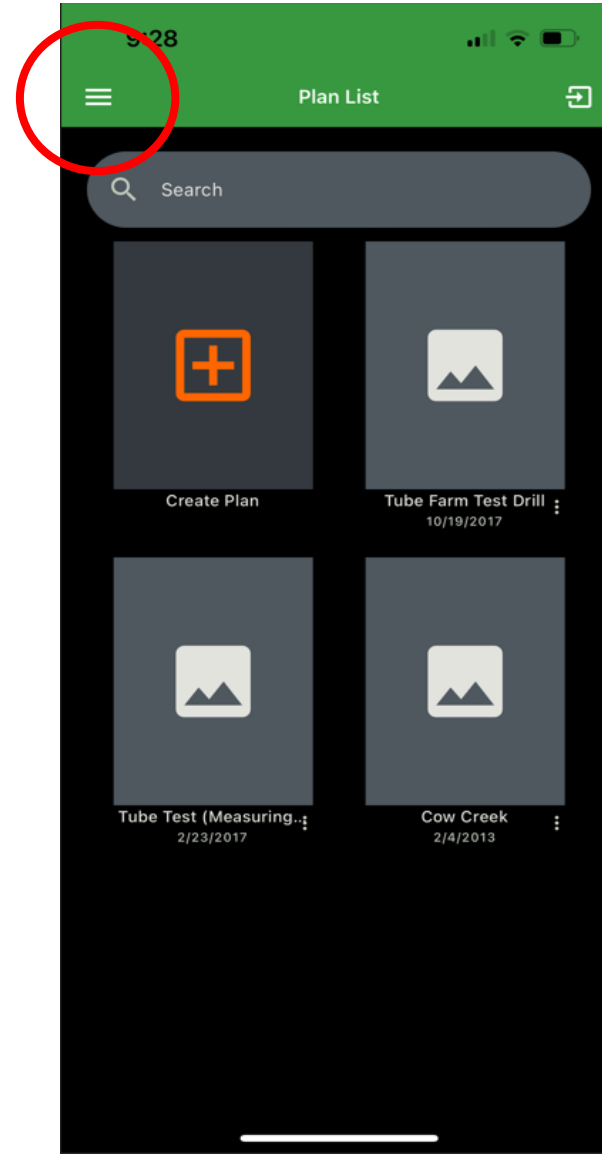 9:28
Plan List
Search
Create Plan
Tube Farm Test Drill
10/19/2017
Tube Test (Measuring..
2/23/2017
Cow Creek
2/4/2013